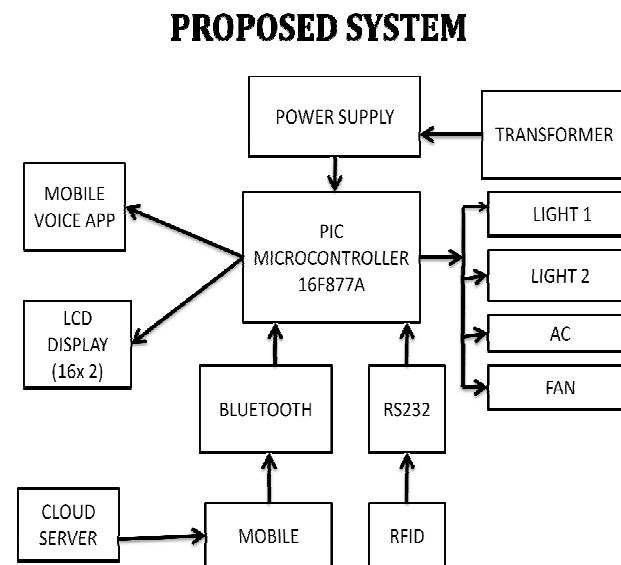 PROPOSED SYSTEM
POWER SUPPLY
TRANSFORMER
MOBILE
VOICE APP
PIC
MICROCONTROLLER
16F877A
LIGHT 1
LIGHT 2
AC
FAN
LCD
DISPLAY
(16x 2)
BLUETOOTH
RS232
CLOUD
SERVER
MOBILE
RFID